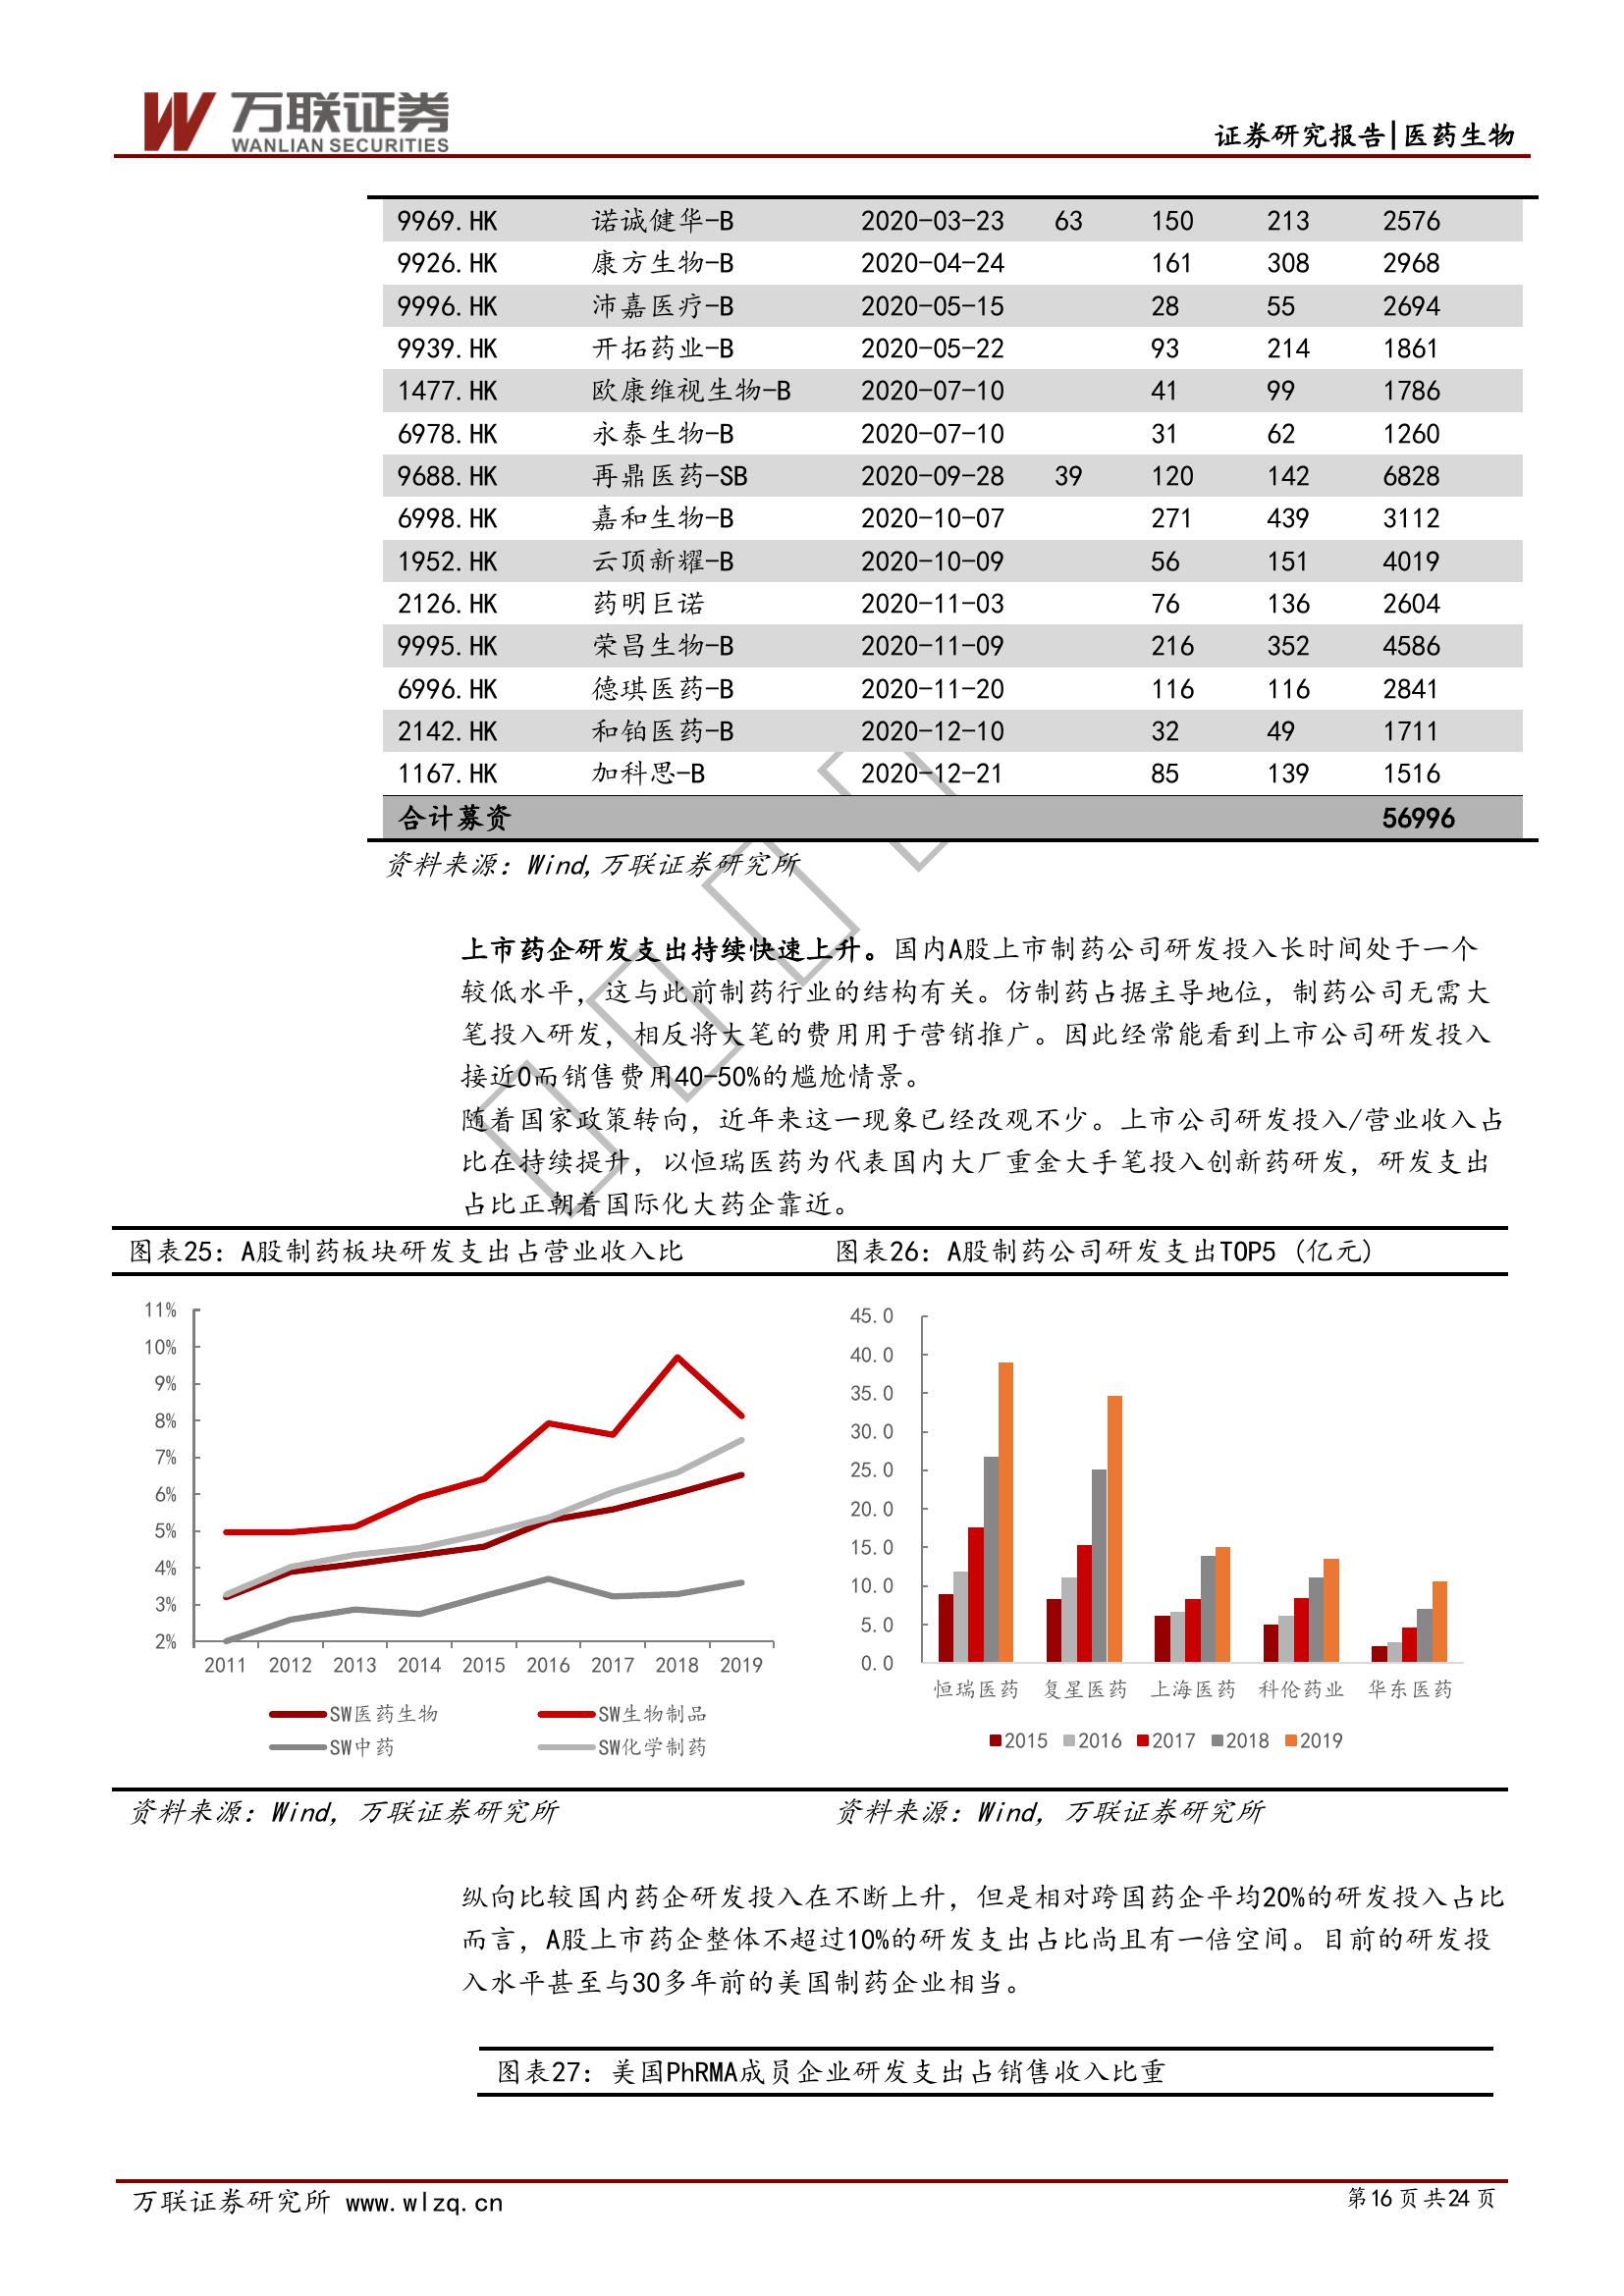 万联证券
WANLIAN SECURITIES
证券研究报告|医药生物
9969.HK 诺诚健华-B 2020-03-23 63 150 213 2576
9926.HK 康方生物-B 2020-04-24 161 308 2968
9996.HK 沛嘉医疗-B 2020-05-15 28 55 2694
9939.HK 开拓药业-B 2020-05-22 93 214 1861
1477.HK 欧康维视生物-B 2020-07-10 41 99 1786
6978.HK 永泰生物-B 2020-07-10 31 62 1260
9688.HK 再鼎医药-SB 2020-09-28 39 120 142 6828
6998.HK 嘉和生物-B 2020-10-07 271 439 3112
1952.HK 云顶新耀-B 2020-10-09 56 151 4019
2126.HK 药明巨诺 2020-11-03 76 136 2604
9995.HK 荣昌生物-B 2020-11-09 216 352 4586
6996.HK 德琪医药-B 2020-11-20 116 116 2841
2142.HK 和铂医药-B 2020-12-10 32 49 1711
1167.HK 加科思-B 2020-12-21 85 139 1516
合计募资 56996
资料来源：Wind,万联证券研究所
上市药企研发支出持续快速上升。国内A股上市制药公司研发投入长时间处于一个
较低水平，这与此前制药行业的结构有关。仿制药占据主导地位，制药公司无需大
笔投入研发，相反将大笔的费用用于营销推广。因此经常能看到上市公司研发投入
接近0而销售费用40-50%的尴尬情景。
随着国家政策转向，近年来这一现象已经改观不少。上市公司研发投入/营业收入占
比在持续提升，以恒瑞医药为代表国内大厂重金大手笔投入创新药研发，研发支出
占比正朝着国际化大药企靠近。
图表25：A股制药板块研发支出占营业收入比
11%
10%
9%
8%
7%
6%
5%
4%
3%
2%
2011 2012 2013 2014 2015 2016 2017 2018 2019
SW医药生物 SW生物制品
SW中药 SW化学制药
资料来源：Wind，万联证券研究所
图表26：A股制药公司研发支出TOP5（亿元）
45.0
40.0
35.0
30.0
25.0
20.0
15.0
10.0
5.0
0.0
恒瑞医药 复星医药 上海医药 科伦药业 华东医药
2015 2016 2017 2018 2019
资料来源：Wind，万联证券研究所
纵向比较国内药企研发投入在不断上升，但是相对跨国药企平均20%的研发投入占比
而言，A股上市药企整体不超过10%的研发支出占比尚且有一倍空间。目前的研发投
入水平甚至与30多年前的美国制药企业相当。
图表27：美国PhRMA成员企业研发支出占销售收入比重
万联证券研究所 www.wlzq.cn
第16页共24页